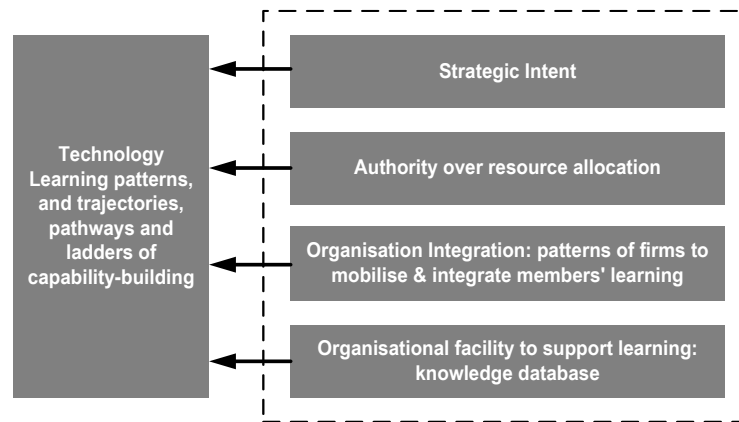 Technology
Learning patterns,
and trajectories,
pathways and
ladders of
capability-building
Strategic Intent
Authority over resource allocation
Organisation Integration: patterns of firms to
mobilise & integrate members' learning
Organisational facility to support learning:
knowledge database